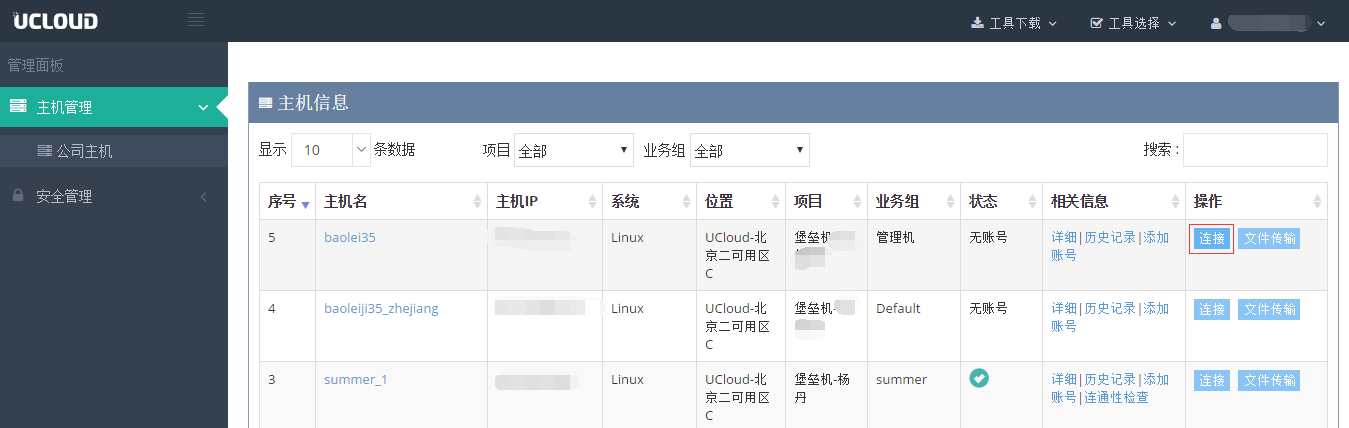 UCLOUD
工具下载
工具选择
管理面板
主机管理
公司主机
安全管理
主机信息
显示 10 条数据 项目 全部 业务组 全部 搜索 :
序号 主机名 主机IP 系统 位置 项目 业务组 状态 相关信息 操作
5 baolei35 Linux UCloud-北 堡垒机 管理机 无账号 详细|历史记录|添加 连接 文件传输
京二可用区 账号
C
4 baoleiji35_zhejiang Linux UCloud-北 堡垒机- Default 无账号 详细|历史记录|添加 连接 文件传输
京二可用区 账号
C
3 summer_1 Linux UCloud-北 堡垒机-杨 summer 详细|历史记录|添加 连接 文件传输
京二可用区 丹 账号|连通性检查
C